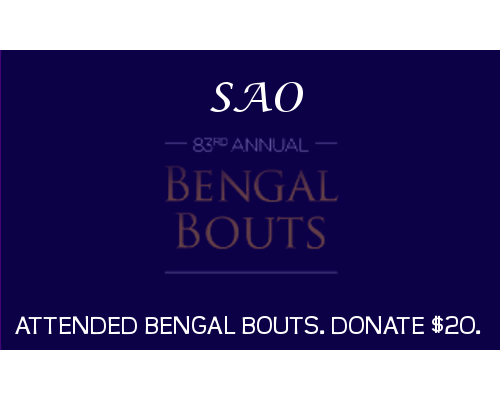 SAO
83RD ANNUAL
BENGAL
BOUTS
ATTENDED BENGAL BOUTS. DONATE $20.